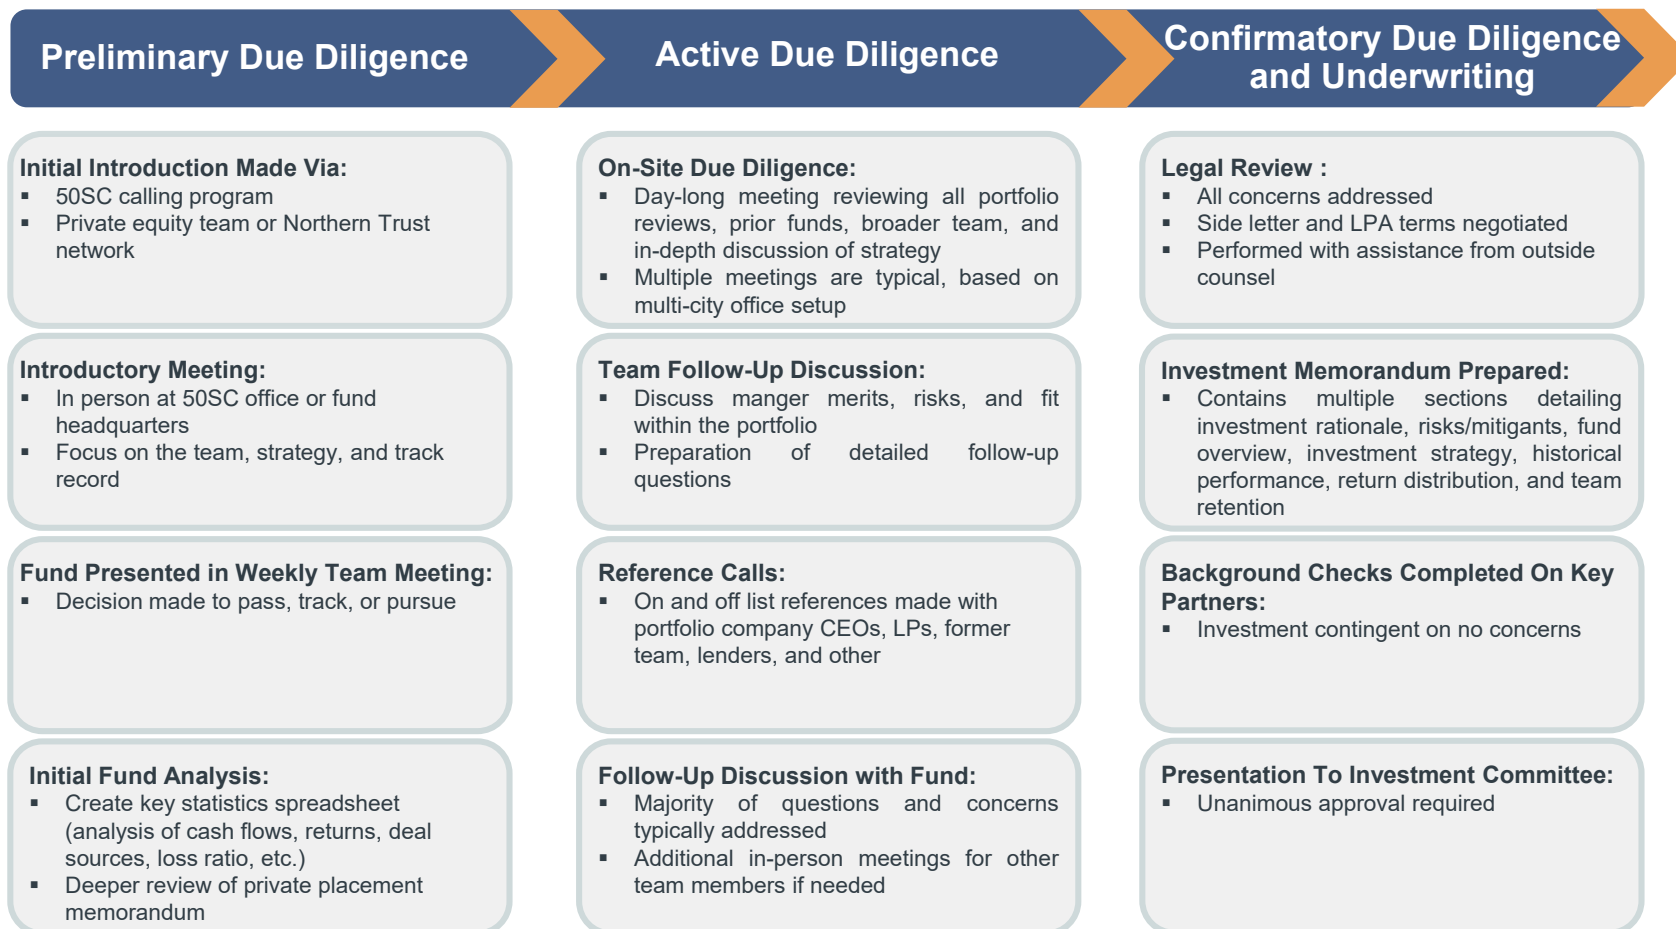 Preliminary Due Diligence
Active Due Diligence
Confirmatory Due Diligence
and Underwriting
Initial Introduction Made Via:
▪ 50SC calling program
▪ Private equity team or Northern Trust
network
Introductory Meeting:
▪ In person at 50SC office or fund
headquarters
▪ Focus on the team, strategy, and track
record
Fund Presented in Weekly Team Meeting:
▪ Decision made to pass, track, or pursue
Initial Fund Analysis:
▪ Create key statistics spreadsheet
(analysis of cash flows, returns, deal
sources, loss ratio, etc.)
▪ Deeper review of private placement
memorandum
On-Site Due Diligence:
▪ Day-long meeting reviewing all portfolio
reviews, prior funds, broader team, and
in-depth discussion of strategy
▪ Multiple meetings are typical, based on
multi-city office setup
Team Follow-Up Discussion:
▪ Discuss manger merits, risks, and fit
within the portfolio
▪ Preparation of detailed follow-up
questions
Reference Calls:
▪ On and off list references made with
portfolio company CEOs, LPs, former
team, lenders, and other
Follow-Up Discussion with Fund:
▪ Majority of questions and concerns
typically addressed
▪ Additional in-person meetings for other
team members if needed
Legal Review :
▪ All concerns addressed
▪ Side letter and LPA terms negotiated
▪ Performed with assistance from outside
counsel
Investment Memorandum Prepared:
▪ Contains multiple sections detailing
investment rationale, risks/mitigants, fund
overview, investment strategy, historical
performance, return distribution, and team
retention
Background Checks Completed On Key
Partners:
▪ Investment contingent on no concerns
Presentation To Investment Committee:
▪ Unanimous approval required